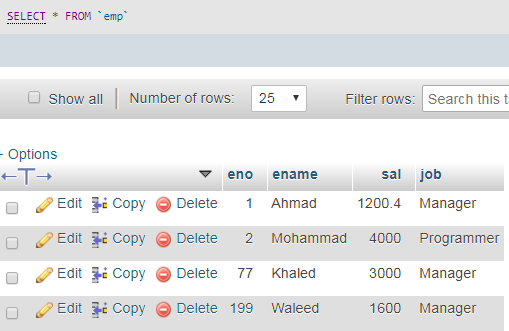 SELECT * FROM `emp`
Show all Number of rows: 25 Filter rows: Search this t
- Options
eno ename sal job
Edit Copy Delete 1 Ahmad 1200.4 Manager
Edit Copy Delete 2 Mohammad 4000 Programmer
Edit Copy Delete 77 Khaled 3000 Manager
Edit Copy Delete 199 Waleed 1600 Manager